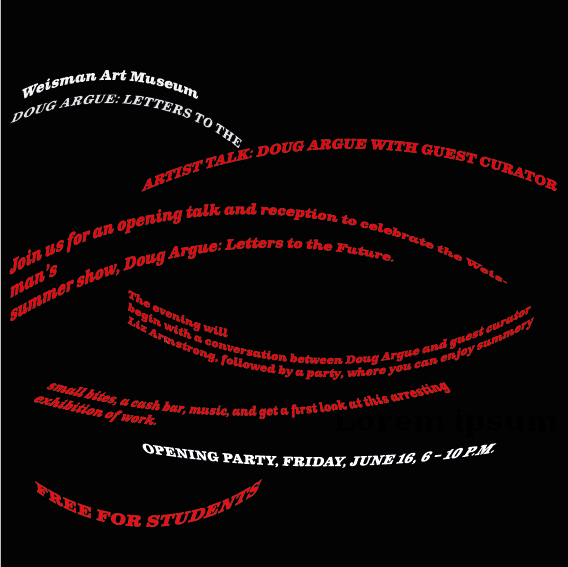 Weisman Art Museum
DOUG ARGUE: LETTERS TO THE
ARTIST TALK: DOUG ARGUE WITH GUEST CURATOR
Join us for an opening talk and reception to celebrate the Weis-
man's
summer show, Doug Argue: Letters to the Future.
The evening will
begin with a conversation between Doug Argue and guest curator
Liz Armstrong, followed by a party, where you can enjoy summery
small bites, a cash bar, music, and get a first look at this arresting
exhibition of work.
Lorem ipsum
OPENING PARTY, FRIDAY, JUNE 16, 6 – 10 P.M.
FREE FOR STUDENTS